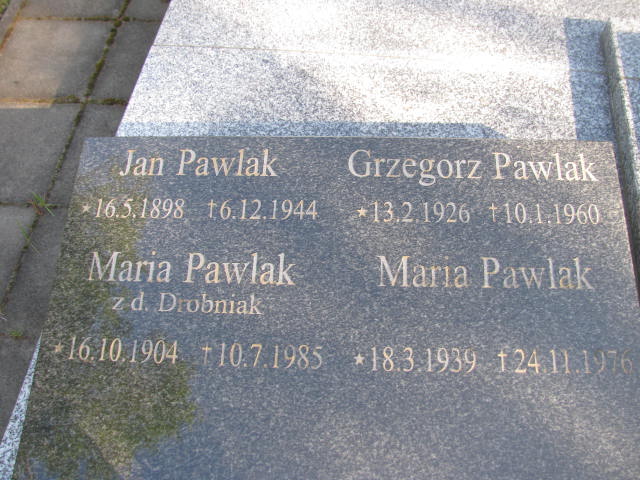 Jan Pawlak
*16.5.1898 †6.12.1944
Maria Pawlak
z d. Drobniak
*16.10.1904 †10.7.1985
Grzegorz Pawlak
*13.2.1926 †10.1.1960
Maria Pawlak
*18.3.1939 †24.11.1976